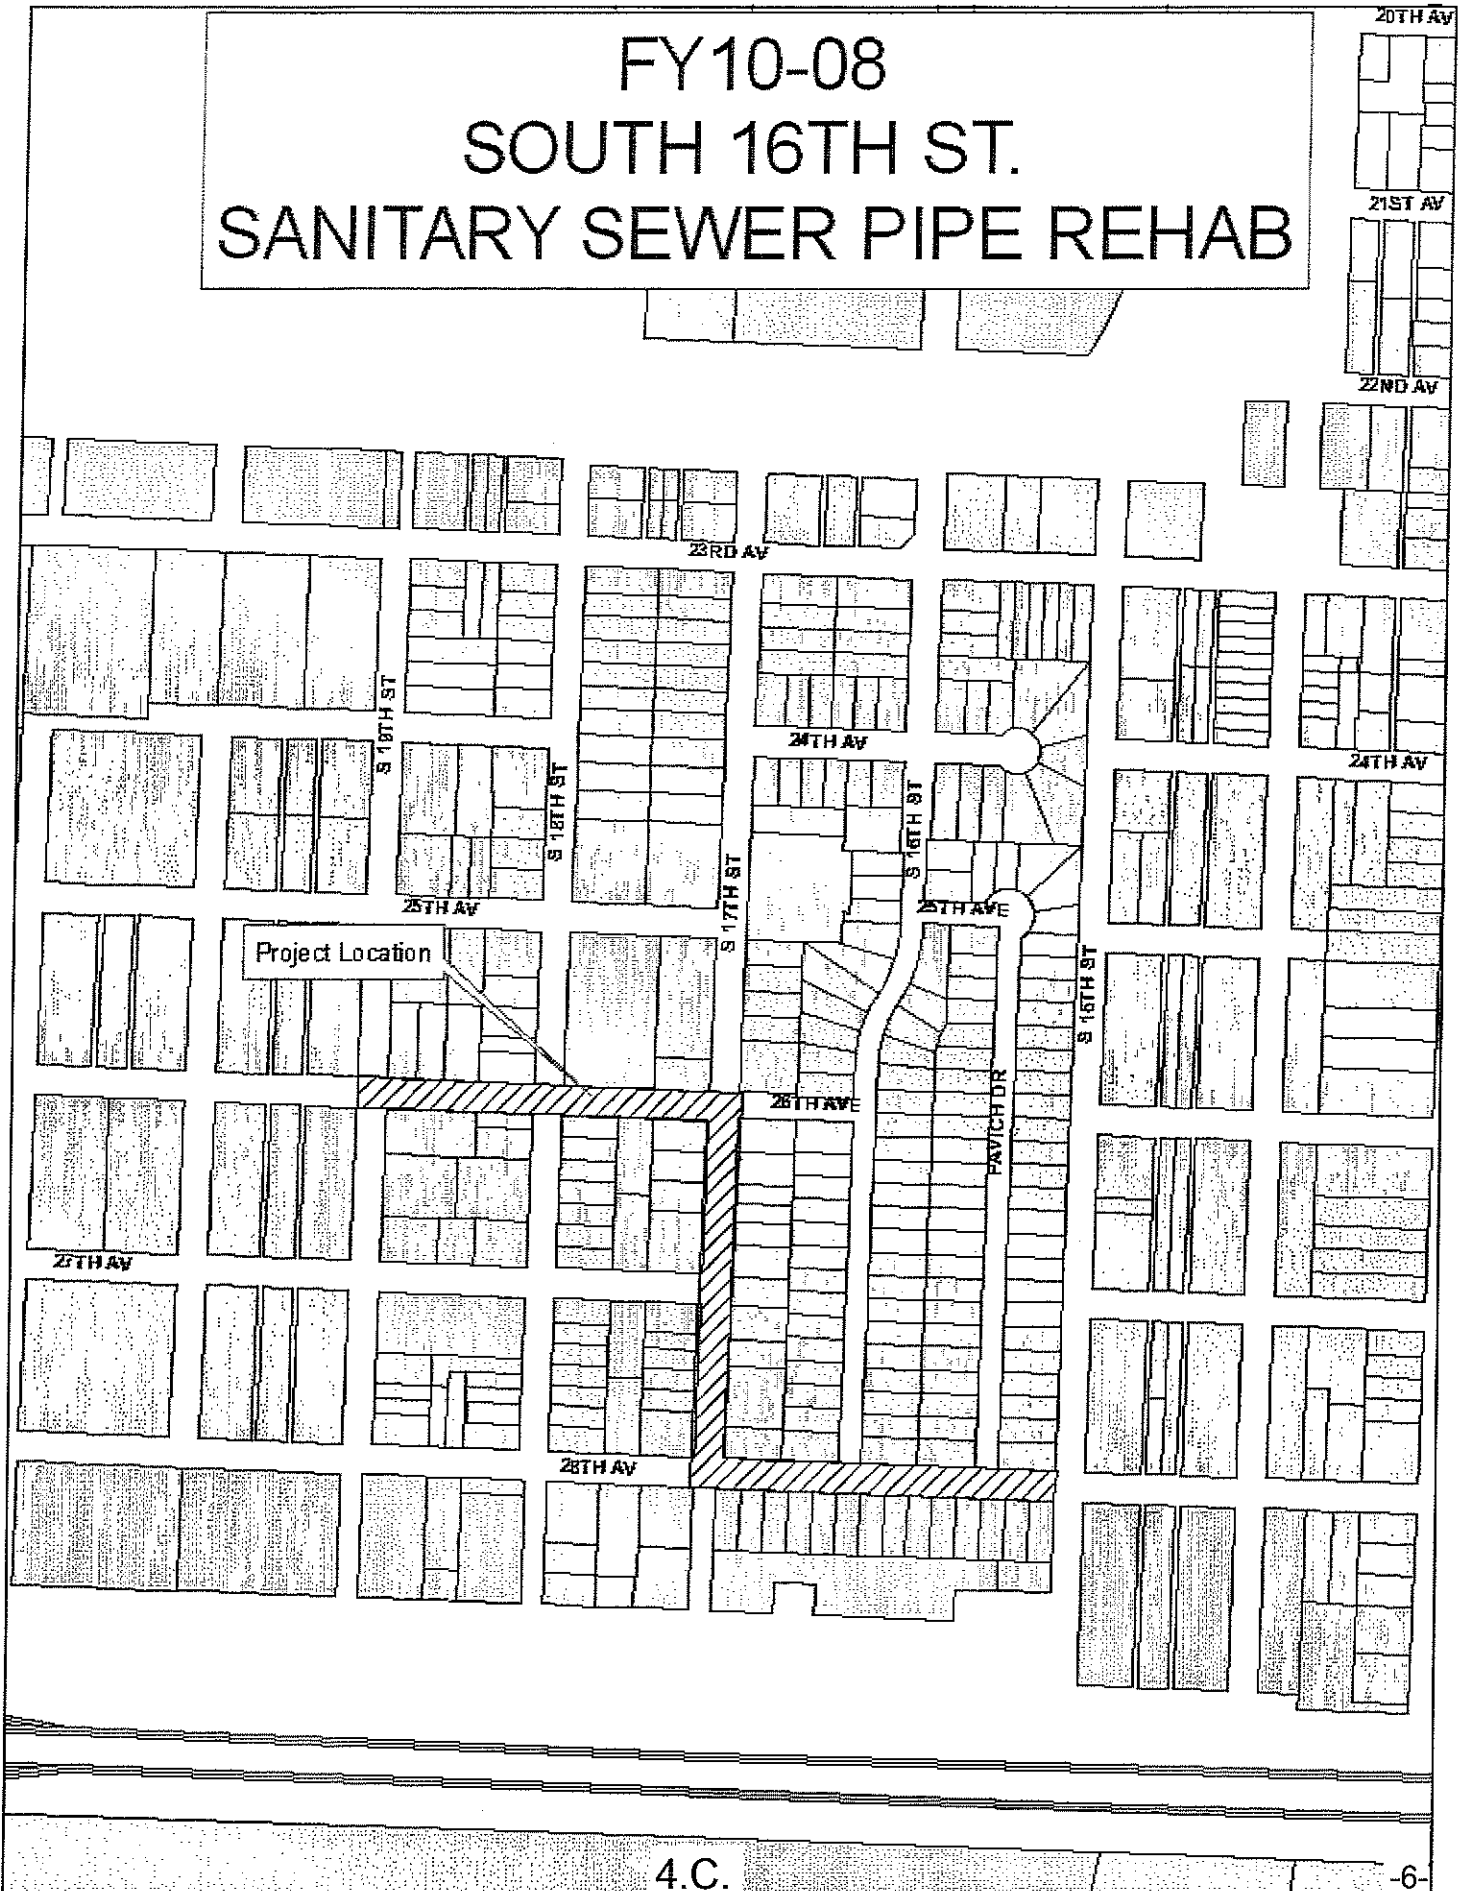 20TH AV
FY10-08
SOUTH 16TH ST.
SANITARY SEWER PIPE REHAB
21ST AV
22ND AV
23RD AV
S 19TH ST
24TH AV
24TH AV
S 18TH ST
S 16TH ST
S 17TH ST
25TH AV
25TH AVE
Project Location
S 15TH ST
26TH AVE
PAVICH DR
27TH AV
28TH AV
4.C.
-6-